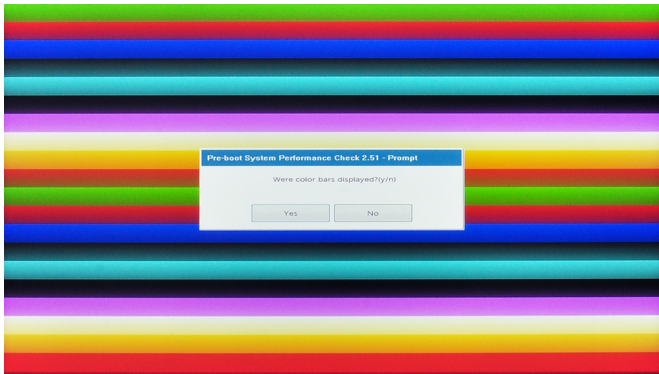 Pre-boot System Performance Check 2.51 - Prompt
Were color bars displayed?(y/n)
Yes
No